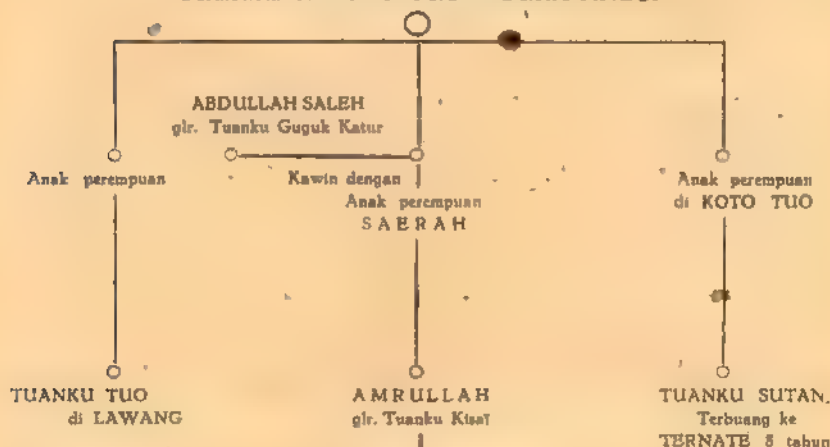 ABDULLAH SALEH
glr. Tuanku Guguk Katur
Anak perempuan
Kawin dengan
Anak perempuan
SAERAH
Anak perempuan
di KOTO TUO
TUANKU TUO
di LAWANG
AMRULLAH
glr. Tuanku Kisai
TUANKU SUTAN.
Terbuang ke
TERNATE tahun